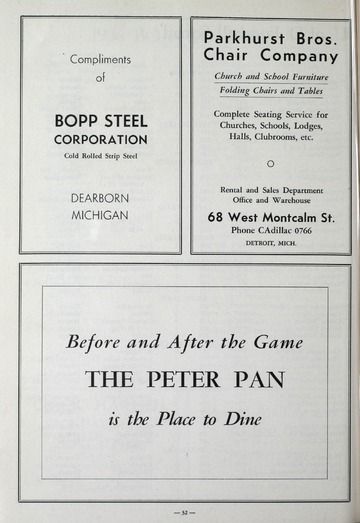 Compliments
of
BOPP STEEL
CORPORATION
Cold Rolled Strip Steel
DEARBORN
MICHIGAN
Parkhurst Bros.
Chair Company
Church and School Furniture
Folding Chairs and Tables
Complete Seating Service for
Churches, Schools, Lodges,
Halls, Clubrooms, etc.
O
Rental and Sales Department
Office and Warehouse
68 West Montcalm St.
Phone CAdillac 0766
DETROIT, MICH.
Before and After the Game
THE PETER PAN
is the Place to Dine
— 52 —